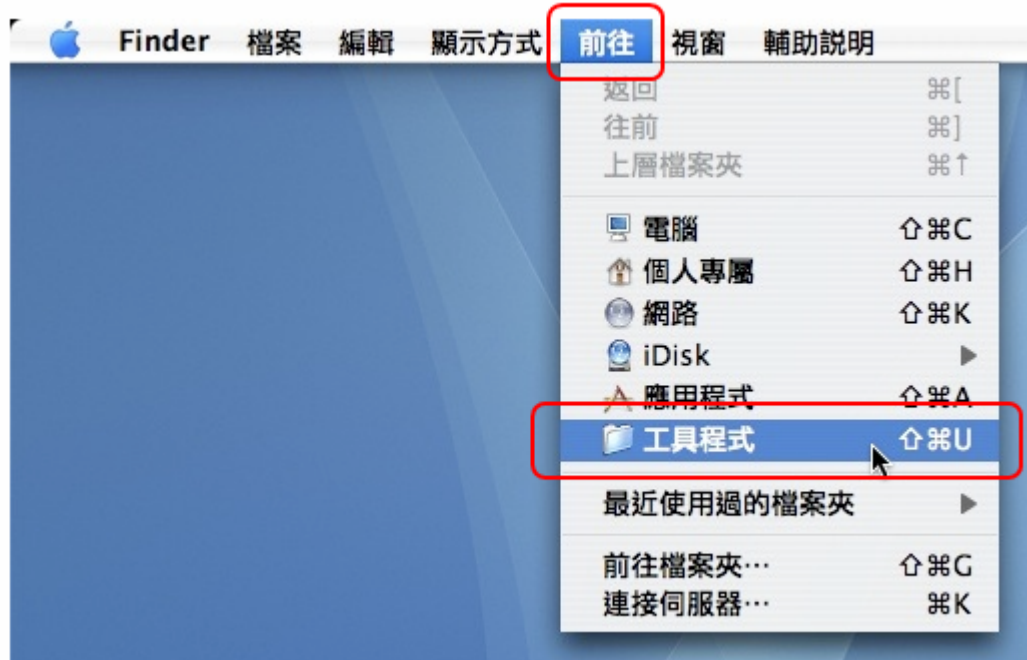 Finder 檔案 編輯 顯示方式 前往 視窗 輔助説明
返回 ⌘[
往前 ⌘]
上層檔案夾 ⌘↑
電腦 ⇧⌘C
個人專屬 ⇧⌘H
網路 ⇧⌘K
iDisk ▶
應用程式 ⇧⌘A
工具程式 ⇧⌘U
最近使用過的檔案夾 ▶
前往檔案夾⋯ ⇧⌘G
連接伺服器⋯ ⌘K